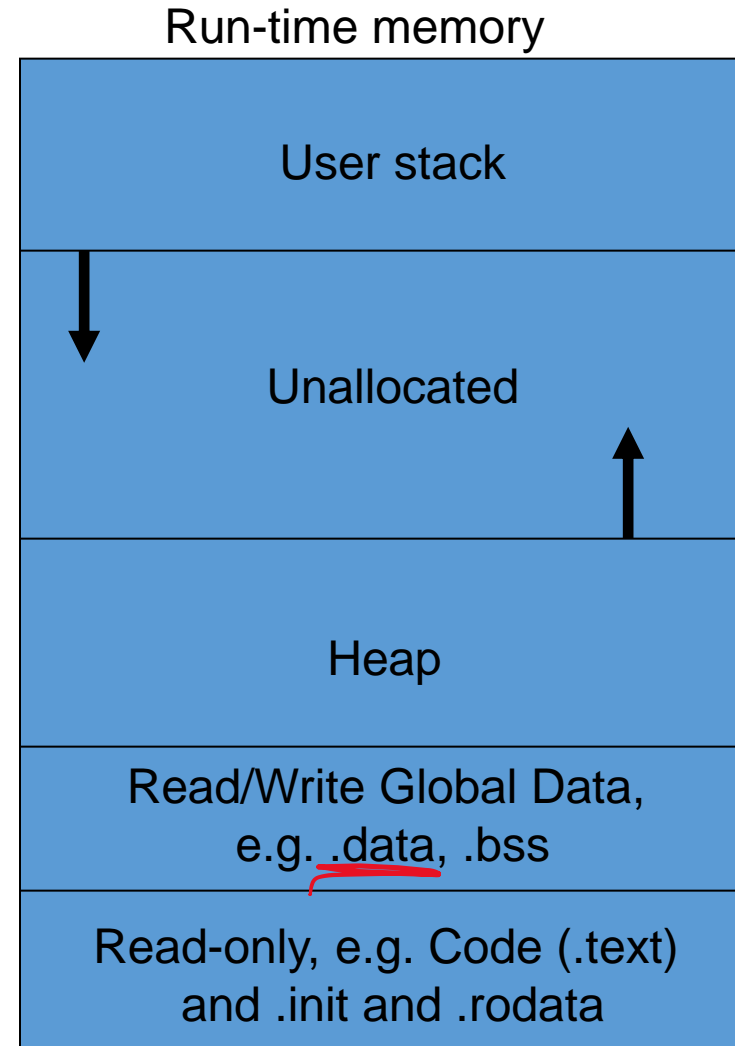 Run-time memory
User stack
Unallocated
Heap
Read/Write Global Data,
e.g. .data, .bss
Read-only, e.g. Code (.text)
and .init and .rodata